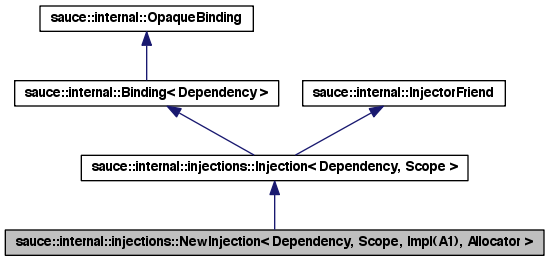 sauce::internal::OpaqueBinding
sauce::internal::Binding< Dependency >
sauce::internal::InjectorFriend
sauce::internal::injections::Injection< Dependency, Scope >
sauce::internal::injections::NewInjection< Dependency, Scope, Impl(A1), Allocator >